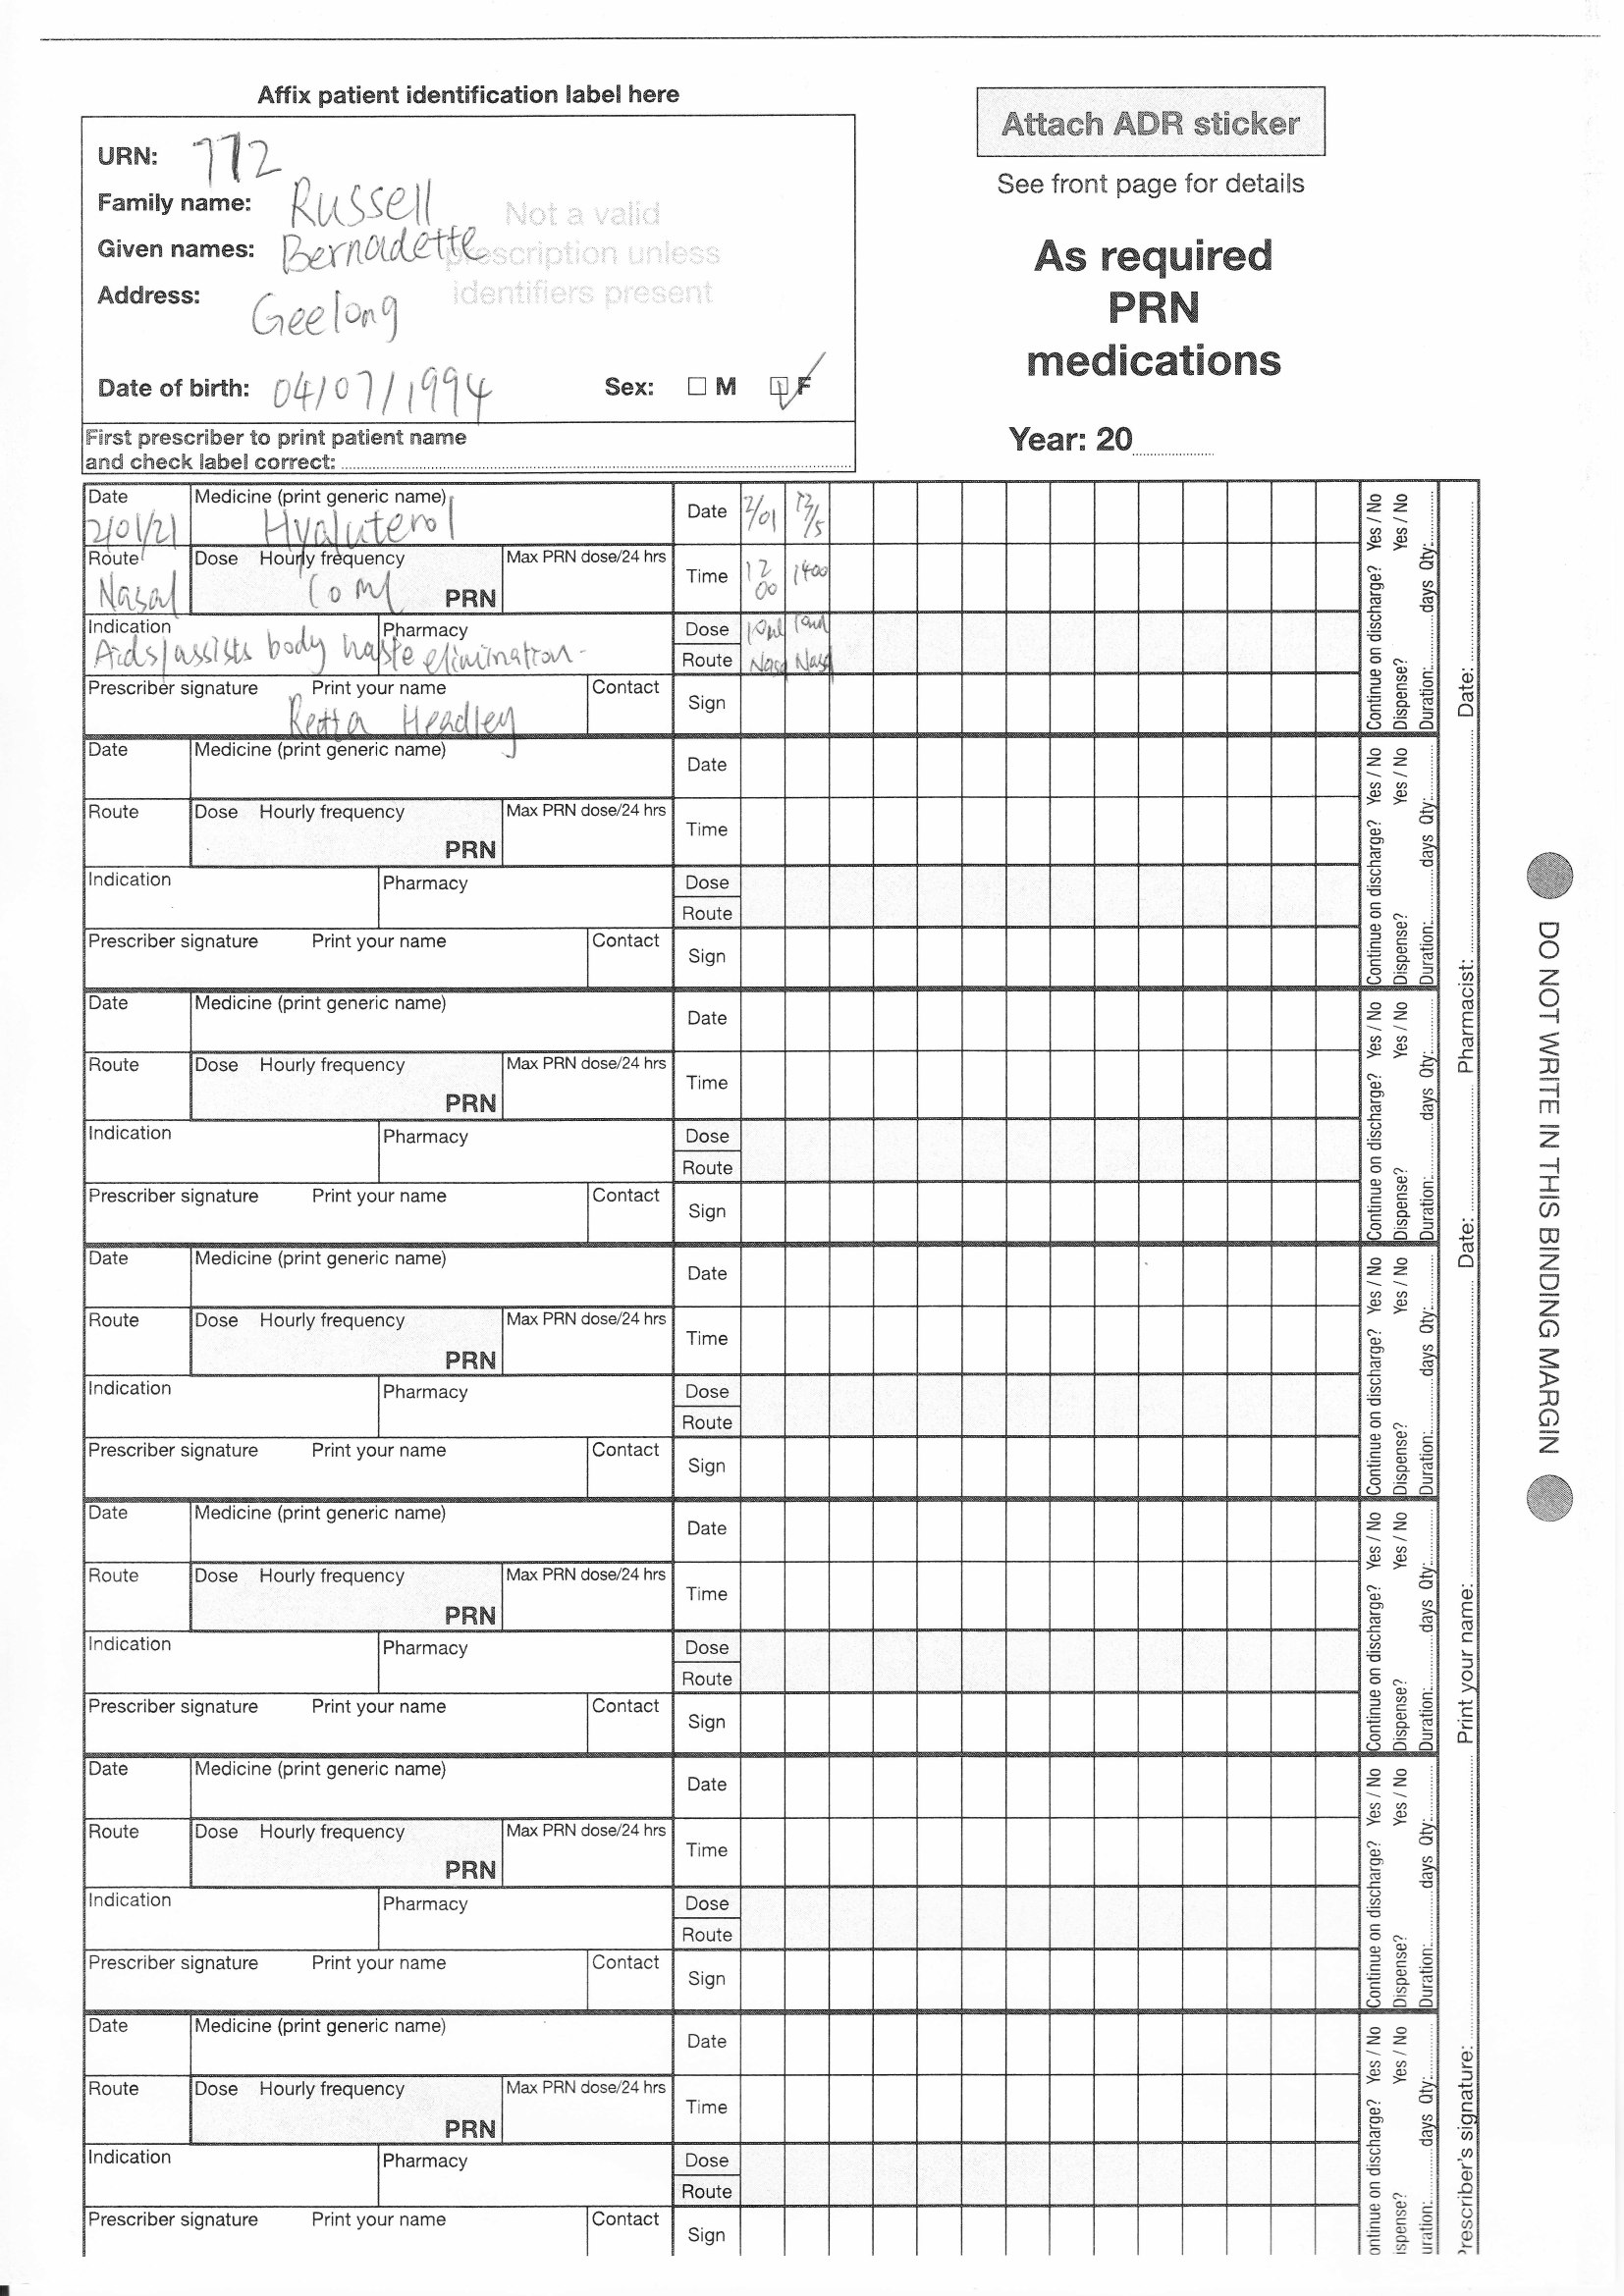 Affix patient identification label here
Attach ADR sticker
See front page for details
As required
PRN
medications
Year: 20
URN: 772
Family name: Russell
Given names: Bernadette
Address: Geelong
Not a valid
prescription unless
identifiers present
Date of birth: 04/07/1994 Sex: M F
First prescriber to print patient name
and check label correct:
Date Medicine (print generic name) Date 2/01
2/01/21 Hyaluterol
Route Dose Hourly frequency Max PRN dose/24 hrs Time 1200 1400
Nasal 10 ml PRN
Indication Pharmacy Dose 10ml 10ml
Aids/assists body waste elimination- Route Nasal Nasal
Prescriber signature Print your name Contact Sign
Retta Headley
Continue on discharge? Yes / No
Dispense? Yes / No
Duration: days Qty:
Date Medicine (print generic name) Date
Route Dose Hourly frequency Max PRN dose/24 hrs Time
PRN
Indication Pharmacy Dose
Route
Prescriber signature Print your name Contact Sign
Continue on discharge? Yes / No
Dispense? Yes / No
Duration: days Qty:
Date Medicine (print generic name) Date
Route Dose Hourly frequency Max PRN dose/24 hrs Time
PRN
Indication Pharmacy Dose
Route
Prescriber signature Print your name Contact Sign
Continue on discharge? Yes / No
Dispense? Yes / No
Duration: days Qty:
Date Medicine (print generic name) Date
Route Dose Hourly frequency Max PRN dose/24 hrs Time
PRN
Indication Pharmacy Dose
Route
Prescriber signature Print your name Contact Sign
Continue on discharge? Yes / No
Dispense? Yes / No
Duration: days Qty:
Date Medicine (print generic name) Date
Route Dose Hourly frequency Max PRN dose/24 hrs Time
PRN
Indication Pharmacy Dose
Route
Prescriber signature Print your name Contact Sign
Continue on discharge? Yes / No
Dispense? Yes / No
Duration: days Qty:
Date Medicine (print generic name) Date
Route Dose Hourly frequency Max PRN dose/24 hrs Time
PRN
Indication Pharmacy Dose
Route
Prescriber signature Print your name Contact Sign
Continue on discharge? Yes / No
Dispense? Yes / No
Duration: days Qty:
Date Medicine (print generic name) Date
Route Dose Hourly frequency Max PRN dose/24 hrs Time
PRN
Indication Pharmacy Dose
Route
Prescriber signature Print your name Contact Sign
ontinue on discharge? Yes / No
ispense? Yes / No
uration: days Qty:
rescriber's signature: Print your name: Date: Pharmacist: Date:
DO NOT WRITE IN THIS BINDING MARGIN